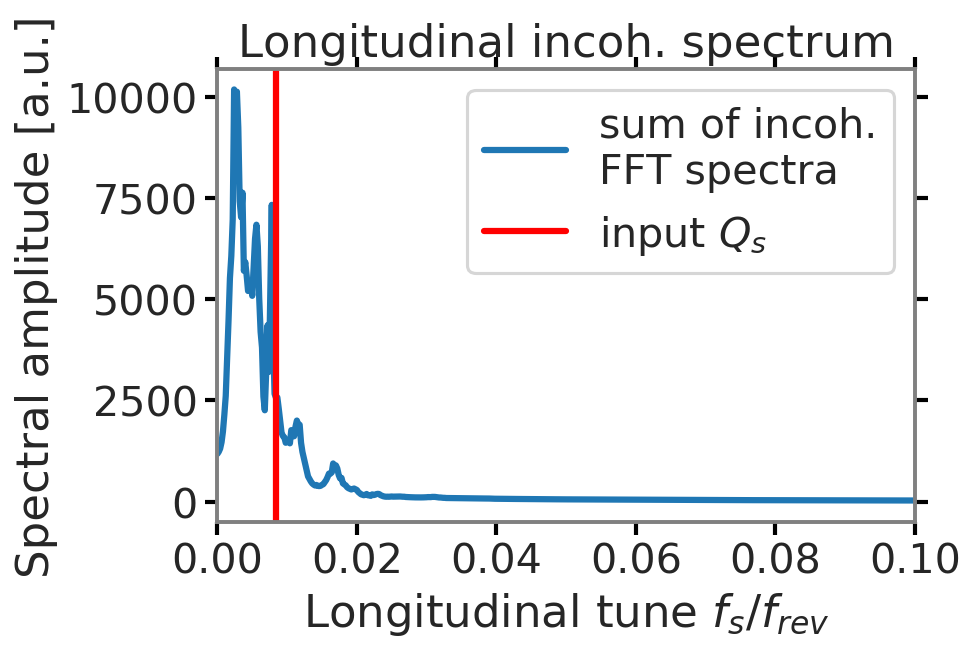 Longitudinal incoh. spectrum
Spectral amplitude [a.u.]
10000
7500
5000
2500
0
sum of incoh.
FFT spectra
input Qₛ
0.00 0.02 0.04 0.06 0.08 0.10
Longitudinal tune fₛ/f_rev